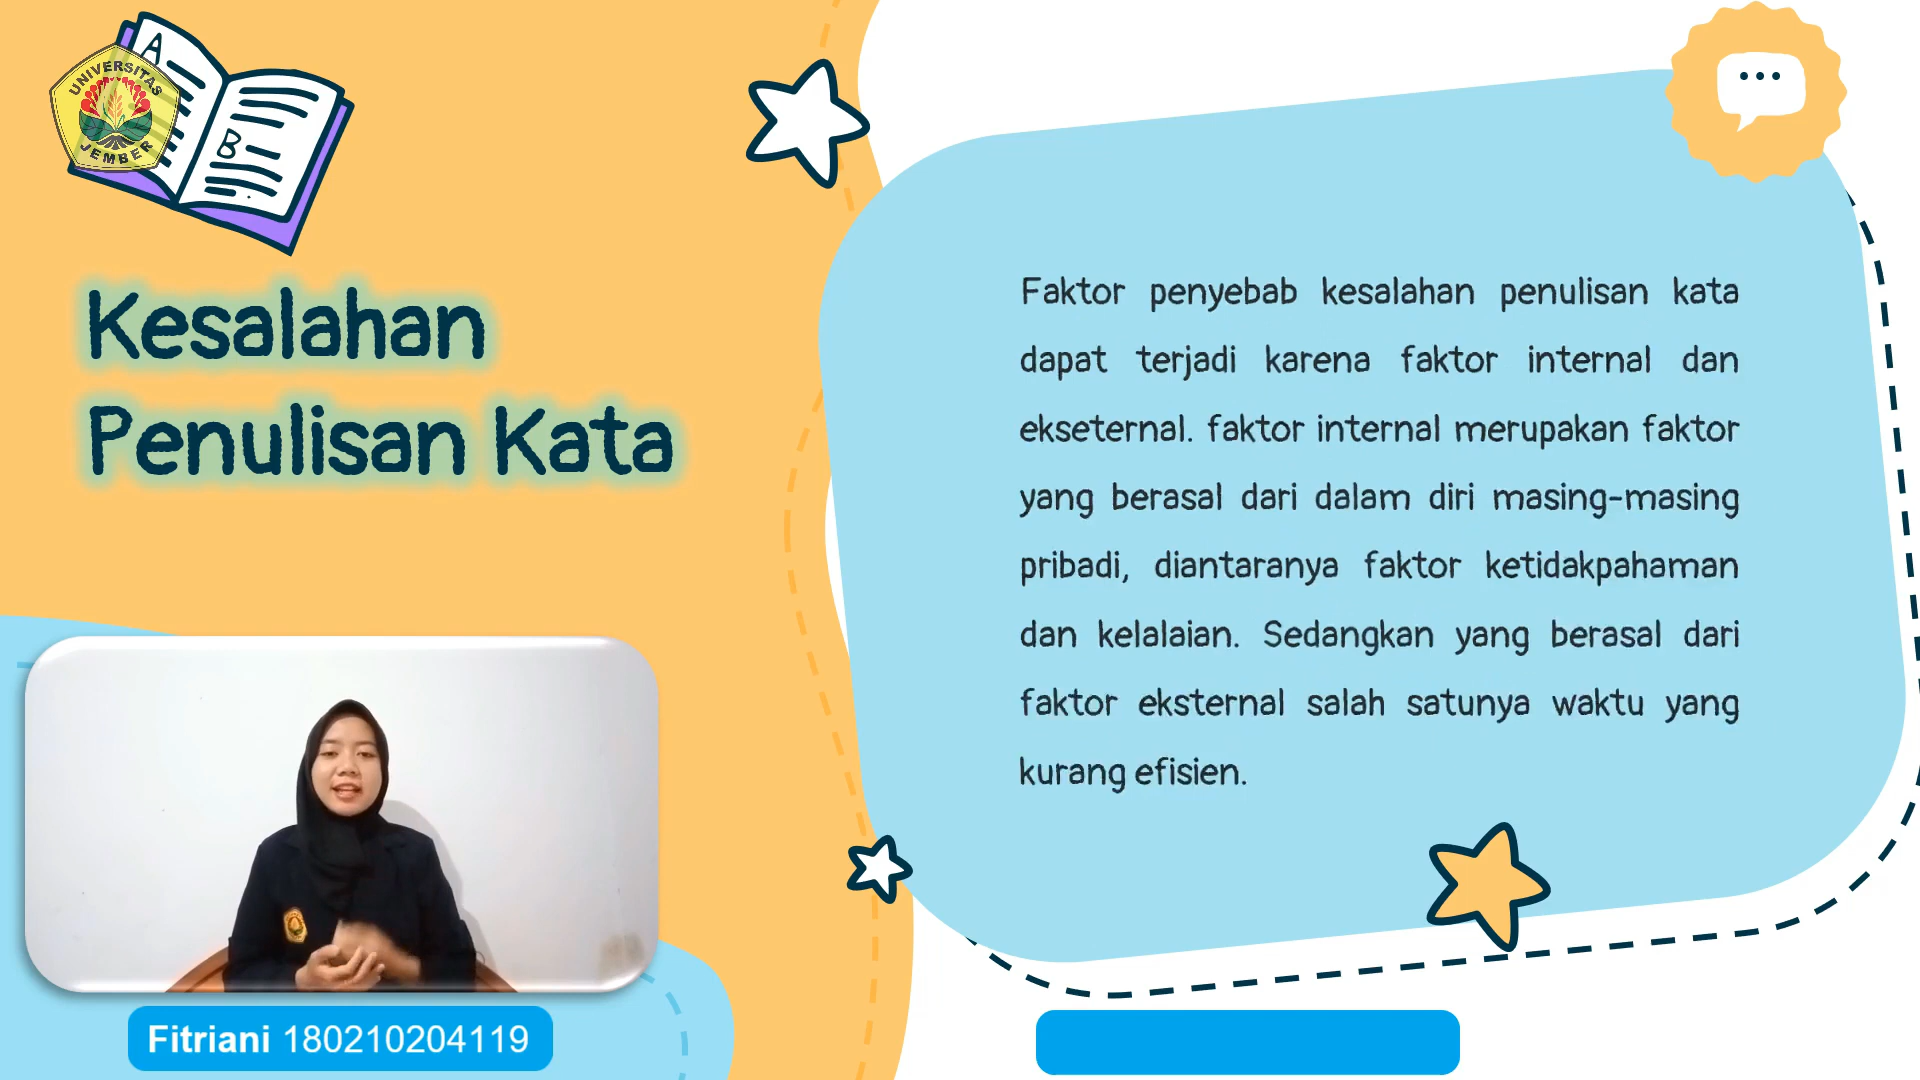 A
UNIVERSITAS
JEMBER
B
Kesalahan
Penulisan Kata
Faktor penyebab kesalahan penulisan kata
dapat terjadi karena faktor internal dan
ekseternal. faktor internal merupakan faktor
yang berasal dari dalam diri masing-masing
pribadi, diantaranya faktor ketidakpahaman
dan kelalaian. Sedangkan yang berasal dari
faktor eksternal salah satunya waktu yang
kurang efisien.
Fitriani 180210204119